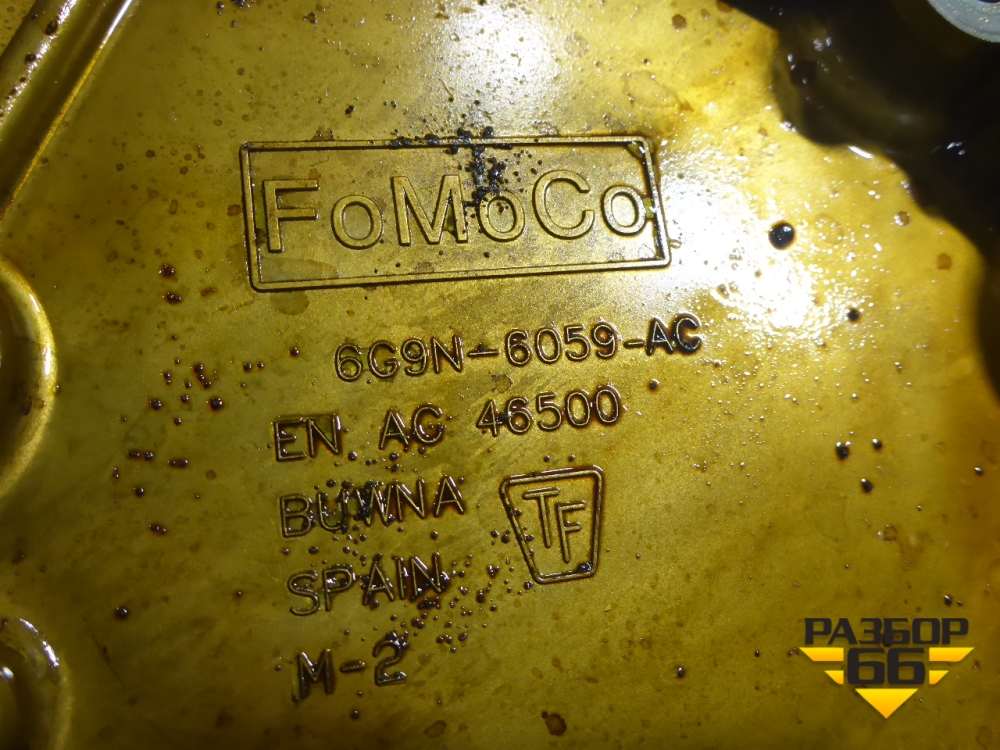 FoMoCo
6G9N-6059-AC
EN AC 46500
BUWNA
TF
SPAIN
M-2
РАЗБОР
66